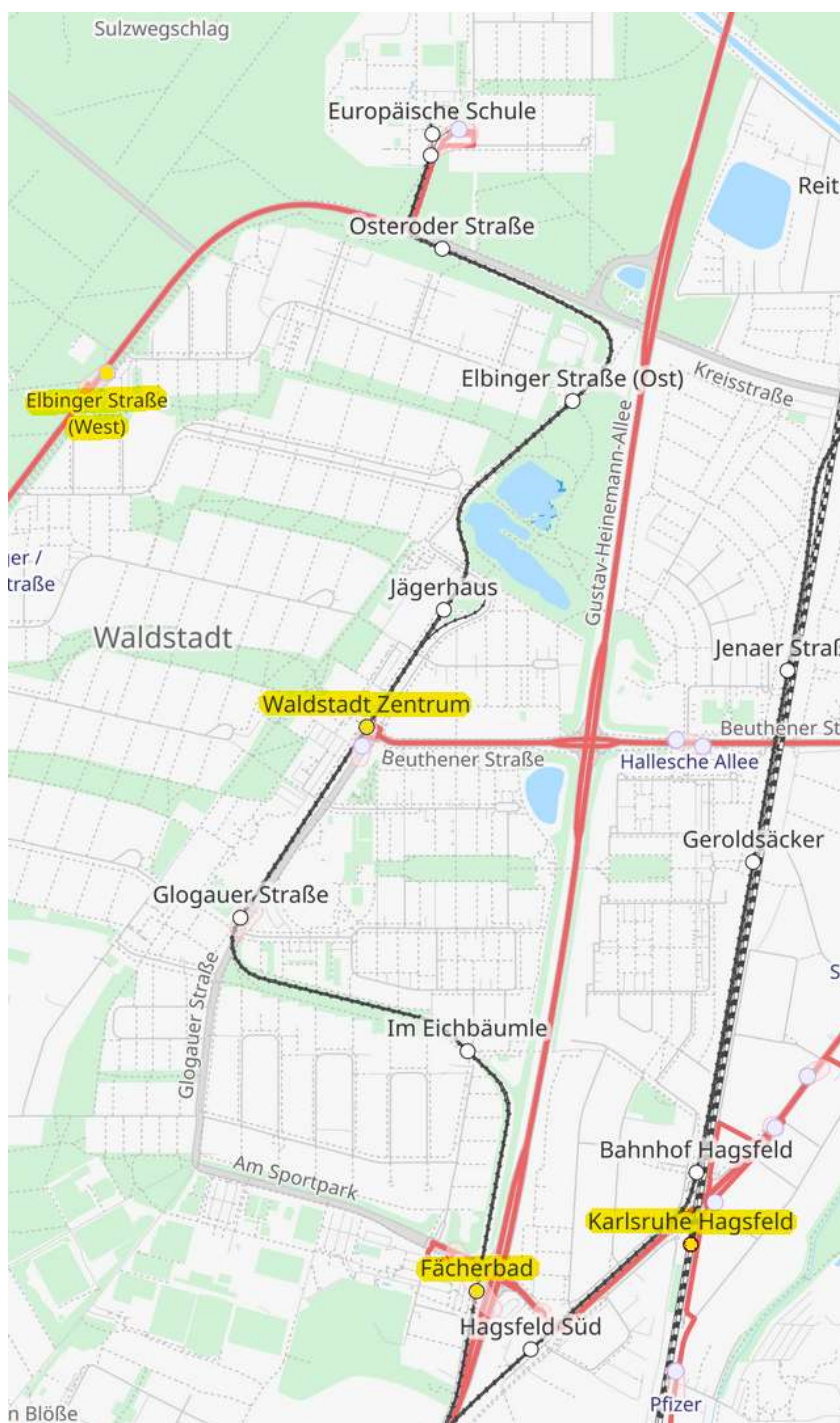 Sulzwegschlag
Europäische Schule
Reit
Osteroder Straße
Elbinger Straße (Ost)
Kreisstraße
Elbinger Straße
(West)
Gustav-Heinemann-Allee
ger /
traße
Jägerhaus
Waldstadt
Jenaer Straß
Waldstadt Zentrum
Beuthener St
Beuthener Straße
Hallesche Allee
Geroldsäcker
Glogauer Straße
S
Glogauer Straße
Im Eichbäumle
Bahnhof Hagsfeld
Am Sportpark
Karlsruhe Hagsfeld
Fächerbad
Hagsfeld Süd
Pfizer
n Blöße